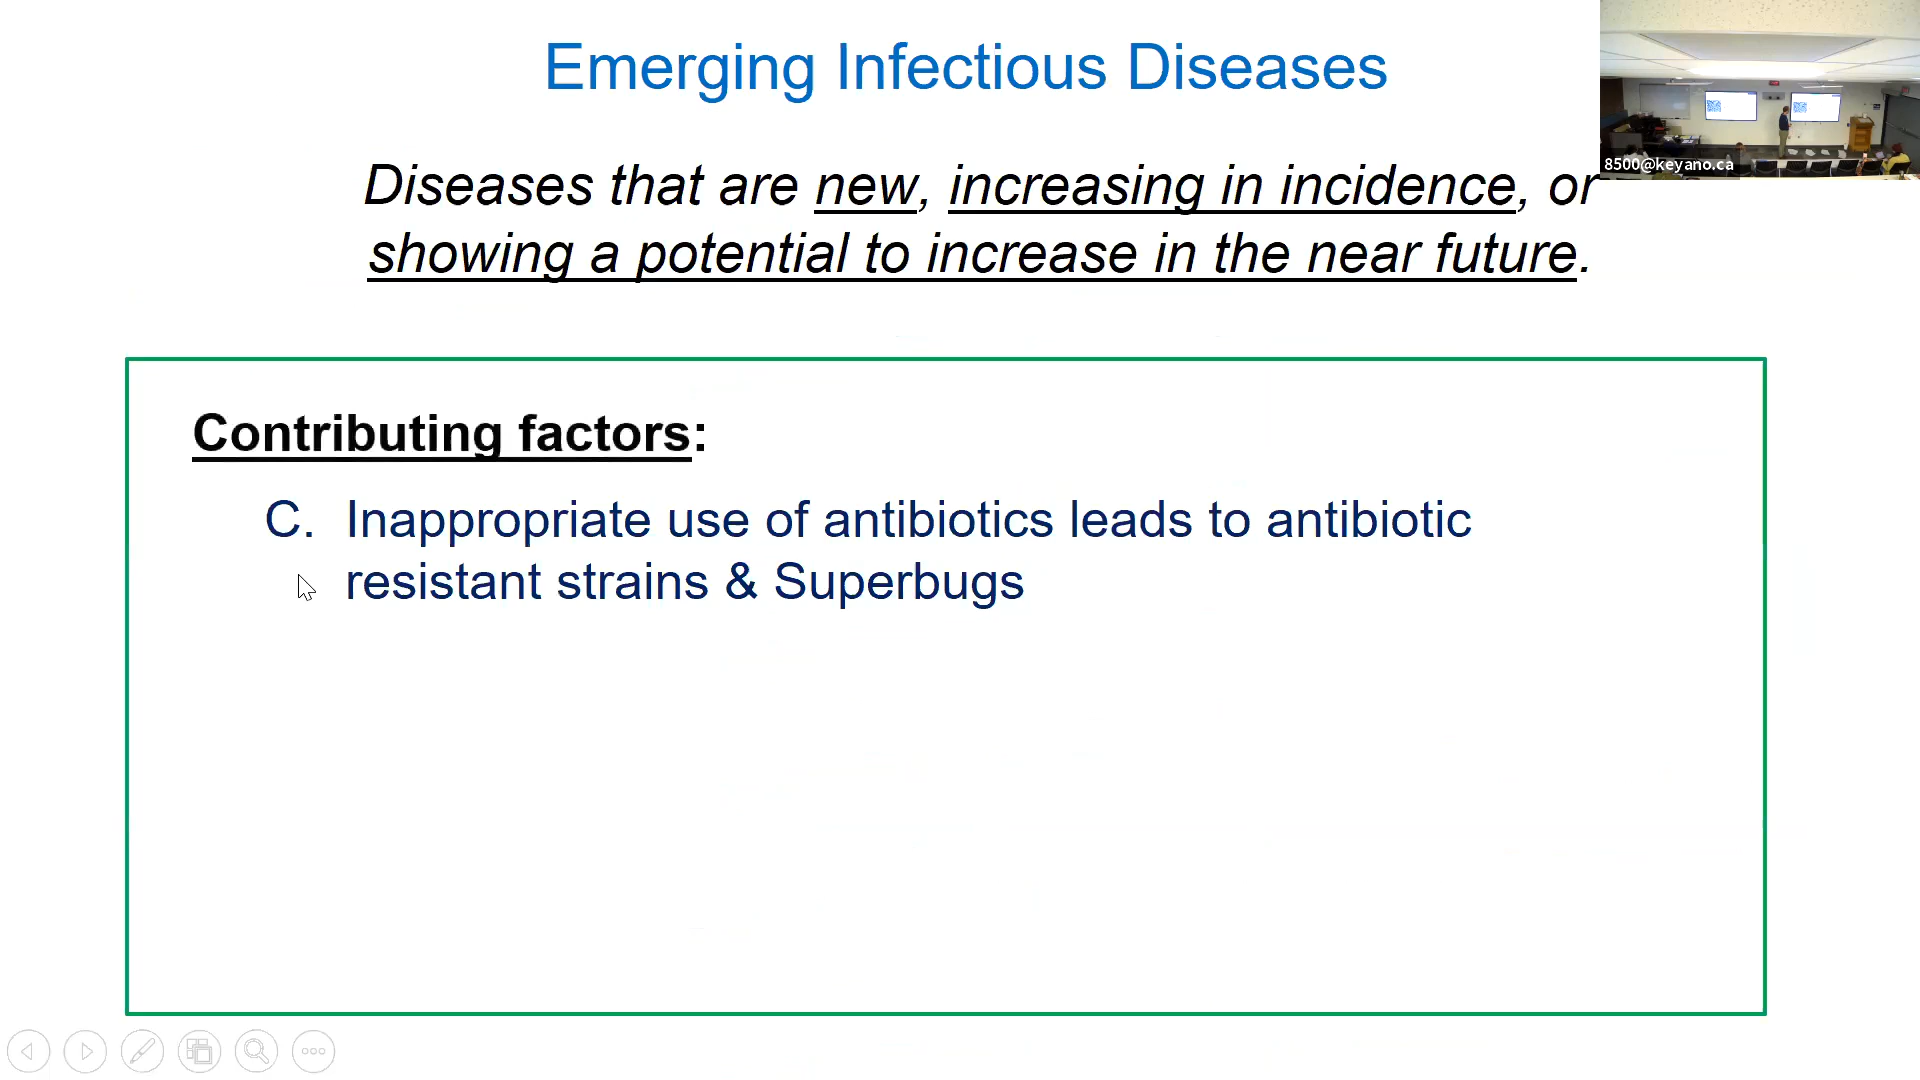 Emerging Infectious Diseases
Diseases that are new, increasing in incidence, or
showing a potential to increase in the near future.
8500@keyano.ca
Contributing factors:
C. Inappropriate use of antibiotics leads to antibiotic
resistant strains & Superbugs